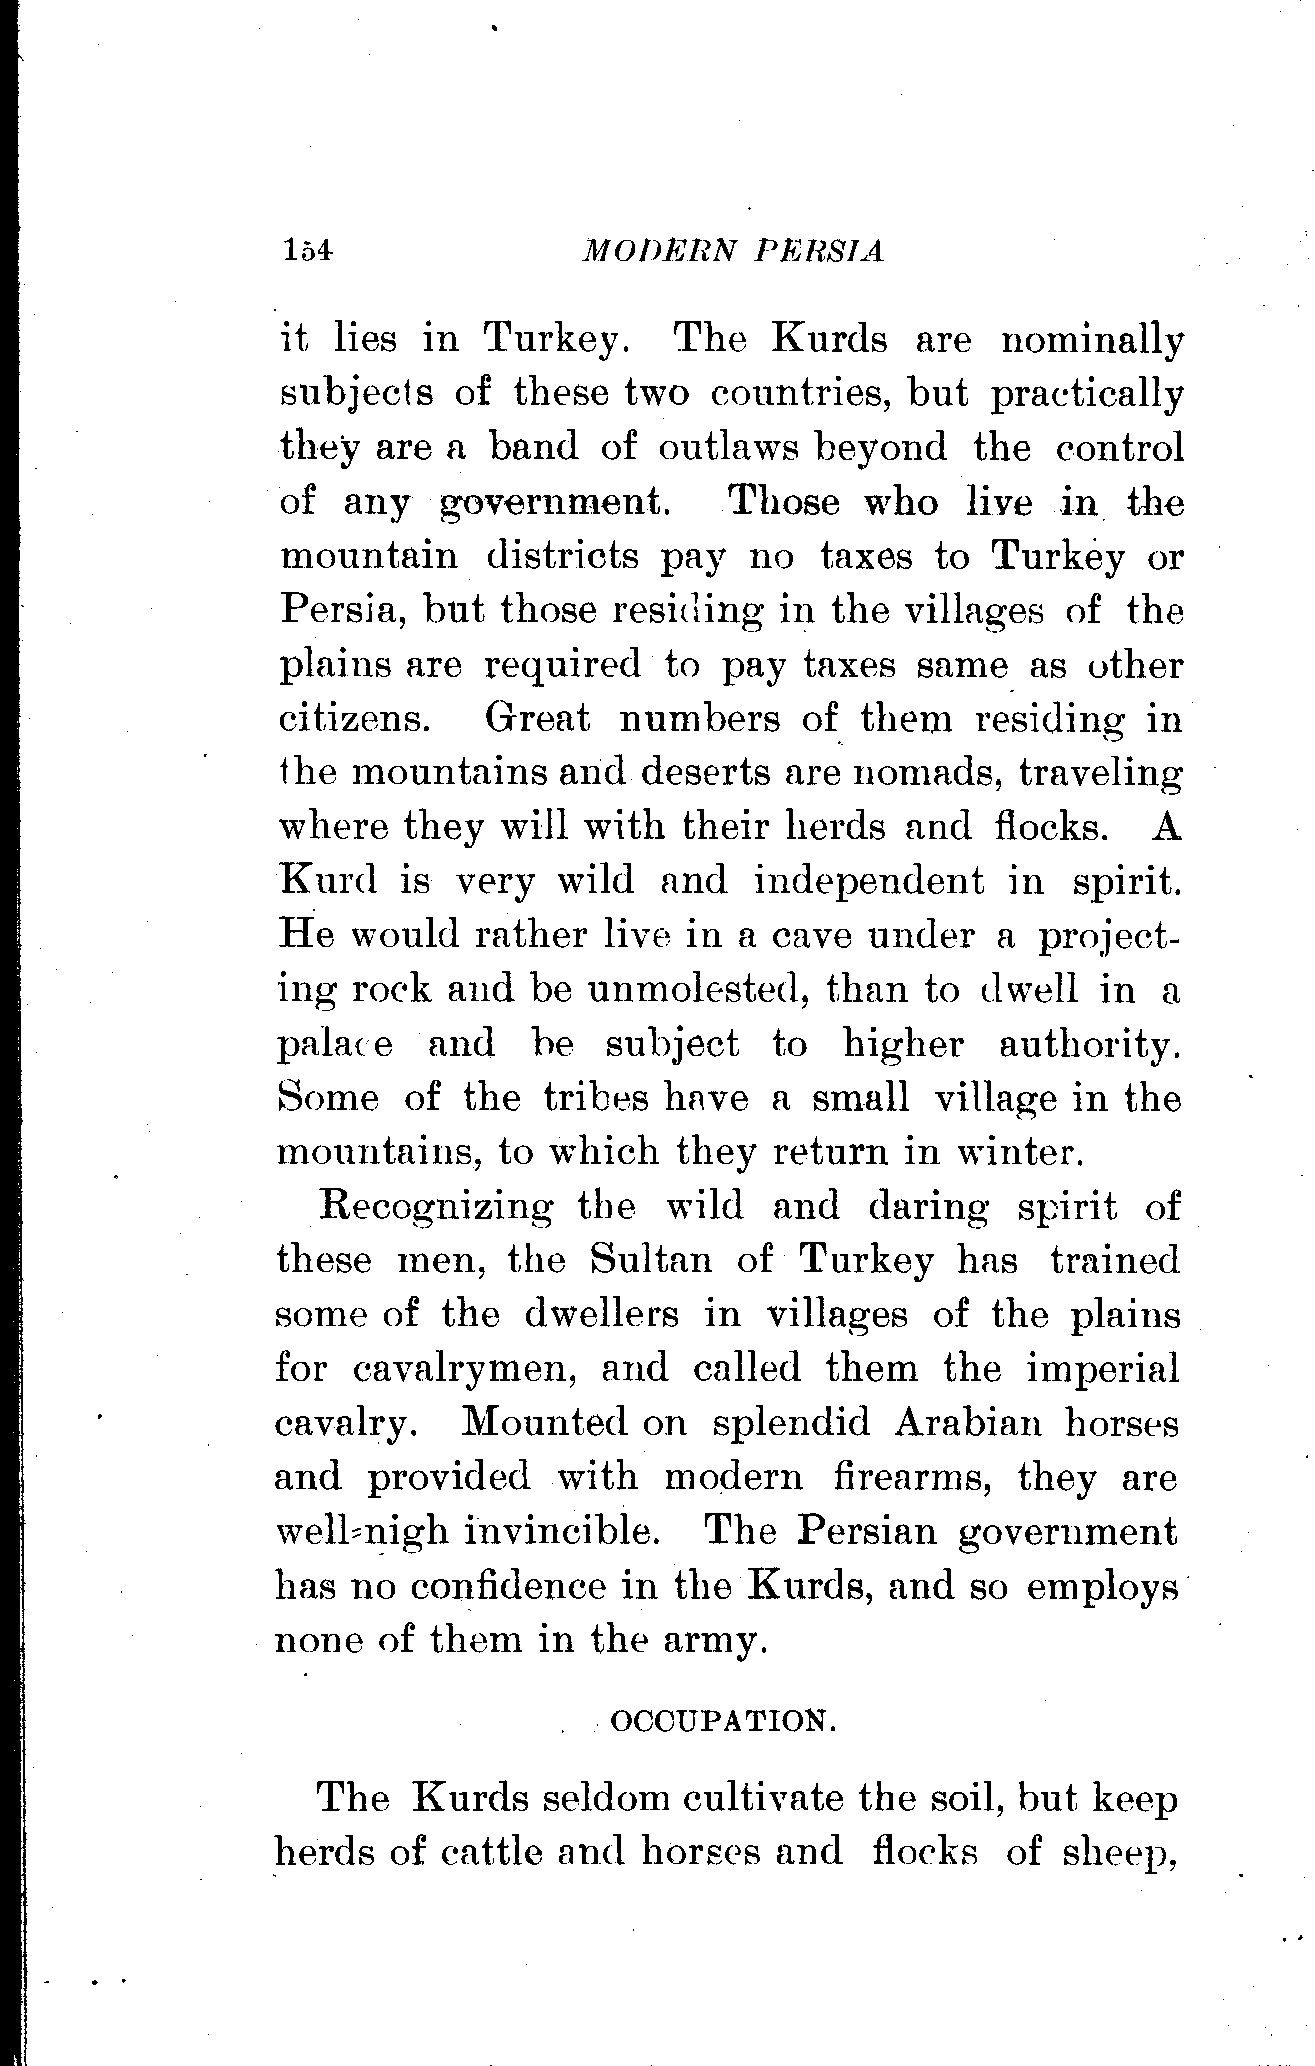 154 MODERN PERSIA
it lies in Turkey. The Kurds are nominally
subjects of these two countries, but practically
they are a band of outlaws beyond the control
of any government. Those who live in the
mountain districts pay no taxes to Turkey or
Persia, but those residing in the villages of the
plains are required to pay taxes same as other
citizens. Great numbers of them residing in
the mountains and deserts are nomads, traveling
where they will with their herds and flocks. A
Kurd is very wild and independent in spirit.
He would rather live in a cave under a project-
ing rock and be unmolested, than to dwell in a
palace and be subject to higher authority.
Some of the tribes have a small village in the
mountains, to which they return in winter.
Recognizing the wild and daring spirit of
these men, the Sultan of Turkey has trained
some of the dwellers in villages of the plains
for cavalrymen, and called them the imperial
cavalry. Mounted on splendid Arabian horses
and provided with modern firearms, they are
well-nigh invincible. The Persian government
has no confidence in the Kurds, and so employs
none of them in the army.
OCCUPATION.
The Kurds seldom cultivate the soil, but keep
herds of cattle and horses and flocks of sheep,